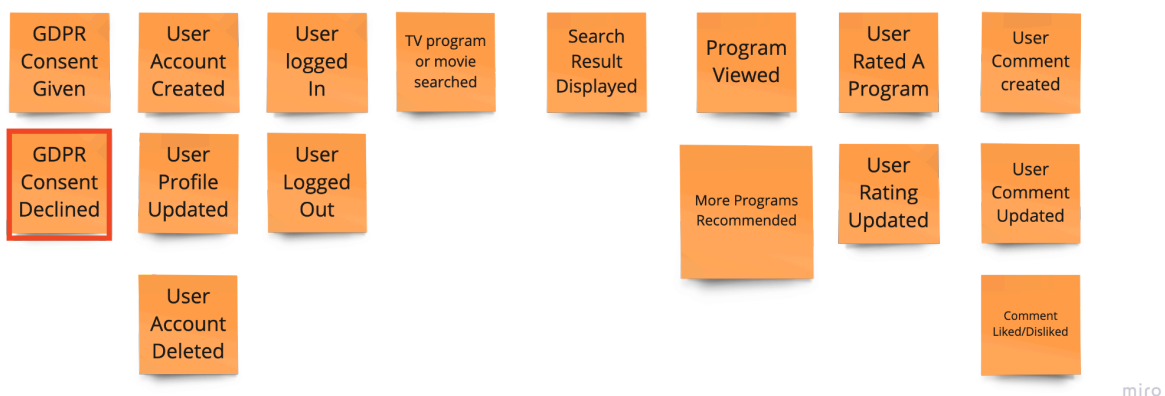 GDPR
Consent
Given
User
Account
Created
User
logged
In
TV program
or movie
searched
Search
Result
Displayed
Program
Viewed
User
Rated A
Program
User
Comment
created
GDPR
Consent
Declined
User
Profile
Updated
User
Logged
Out
More Programs
Recommended
User
Rating
Updated
User
Comment
Updated
User
Account
Deleted
Comment
Liked/Disliked
miro